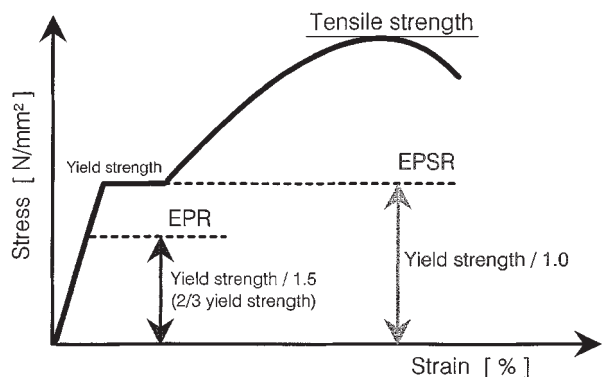 Tensile strength
Stress [ N/mm² ]
Yield strength
EPSR
EPR
Yield strength / 1.5
(2/3 yield strength)
Yield strength / 1.0
Strain [ % ]